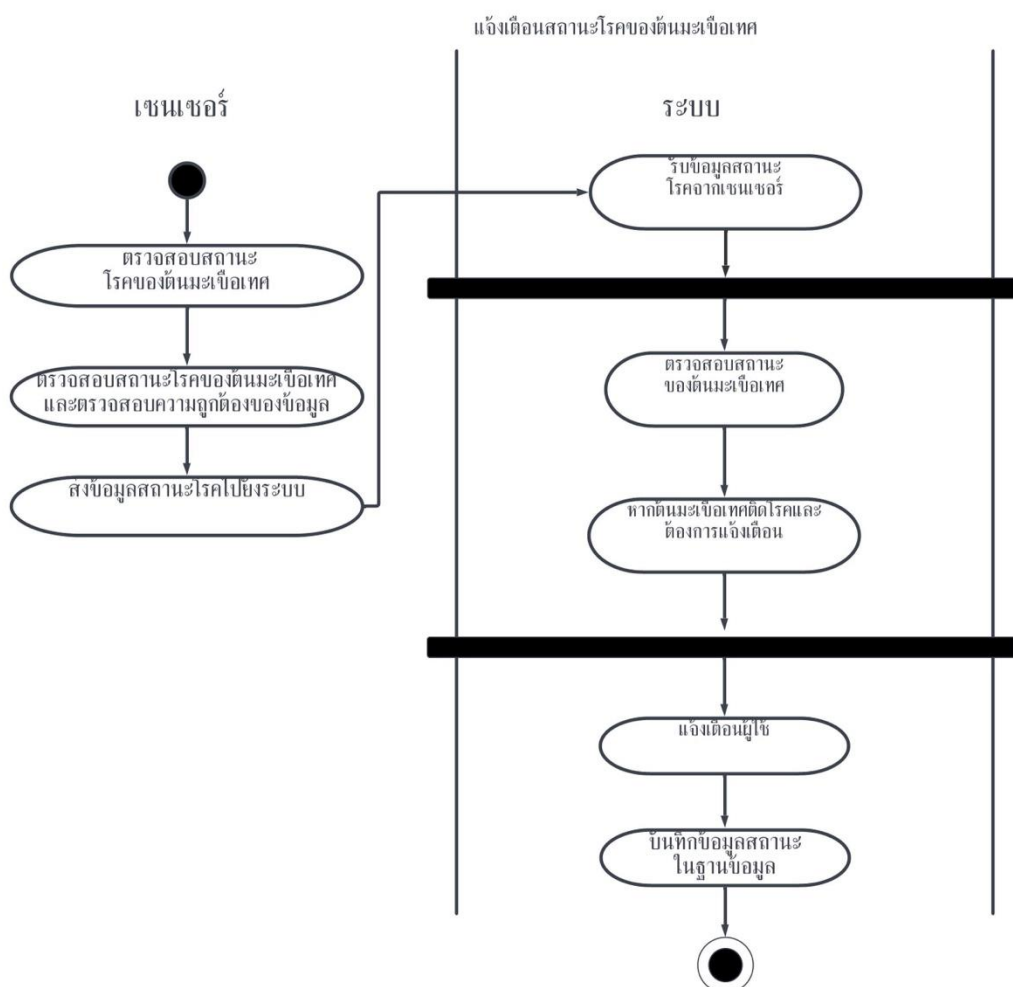 แจ้งเตือนสถานะโรคของต้นมะเขือเทศ
เซนเซอร์
ระบบ
รับข้อมูลสถานะ
โรคจากเซนเซอร์
ตรวจสอบสถานะ
โรคของต้นมะเขือเทศ
ตรวจสอบสถานะโรคของต้นมะเขือเทศ
และตรวจสอบความถูกต้องของข้อมูล
ส่งข้อมูลสถานะโรคไปยังระบบ
ตรวจสอบสถานะ
ของต้นมะเขือเทศ
หากต้นมะเขือเทศติดโรคและ
ต้องการแจ้งเตือน
แจ้งเตือนผู้ใช้
บันทึกข้อมูลสถานะ
ในฐานข้อมูล